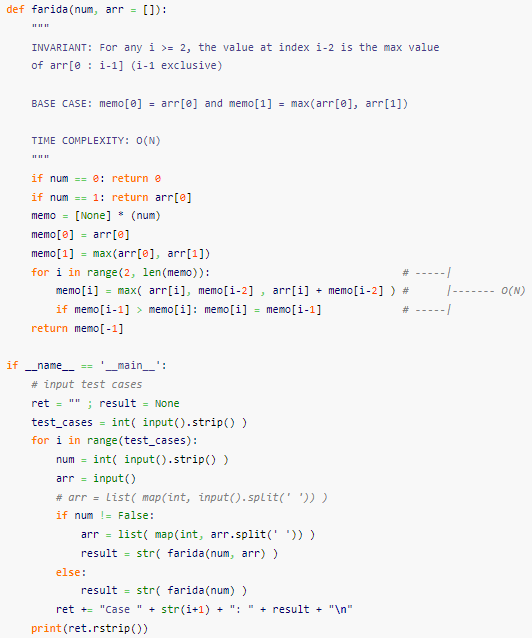 def farida(num, arr = []):
    """
    INVARIANT: For any i >= 2, the value at index i-2 is the max value
    of arr[0 : i-1] (i-1 exclusive)

    BASE CASE: memo[0] = arr[0] and memo[1] = max(arr[0], arr[1])

    TIME COMPLEXITY: O(N)
    """
    if num == 0: return 0
    if num == 1: return arr[0]
    memo = [None] * (num)
    memo[0] = arr[0]
    memo[1] = max(arr[0], arr[1])
    for i in range(2, len(memo)):                                 # -----|
        memo[i] = max( arr[i], memo[i-2] , arr[i] + memo[i-2] ) #      |------- O(N)
        if memo[i-1] > memo[i]: memo[i] = memo[i-1]             # -----|
    return memo[-1]

if __name__ == '__main__':
    # input test cases
    ret = "" ; result = None
    test_cases = int( input().strip() )
    for i in range(test_cases):
        num = int( input().strip() )
        arr = input()
        # arr = list( map(int, input().split(' ')) )
        if num != False:
            arr = list( map(int, arr.split(' ')) )
            result = str( farida(num, arr) )
        else:
            result = str( farida(num) )
        ret += "Case " + str(i+1) + ": " + result + "\n"
    print(ret.rstrip())